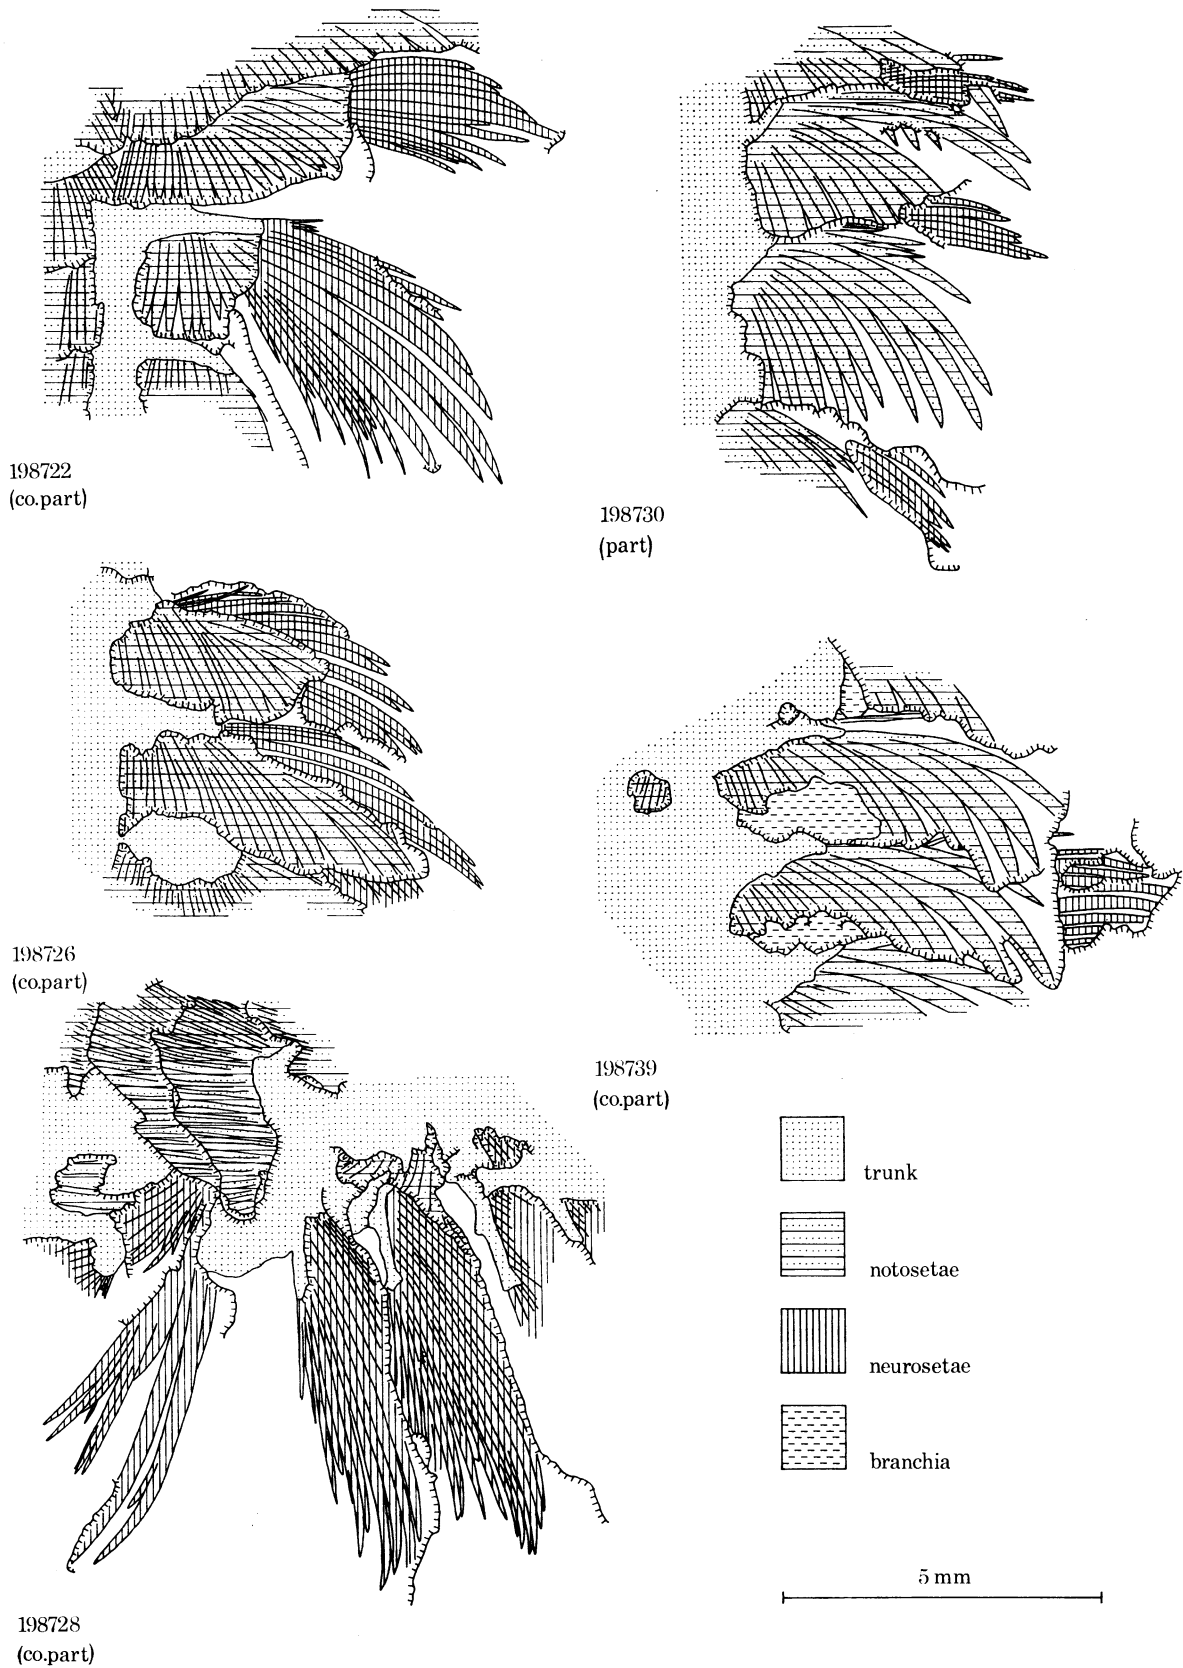 198722
(co.part)
198730
(part)
198726
(co.part)
198739
(co.part)
trunk
notosetae
neurosetae
branchia
5 mm
198728
(co.part)